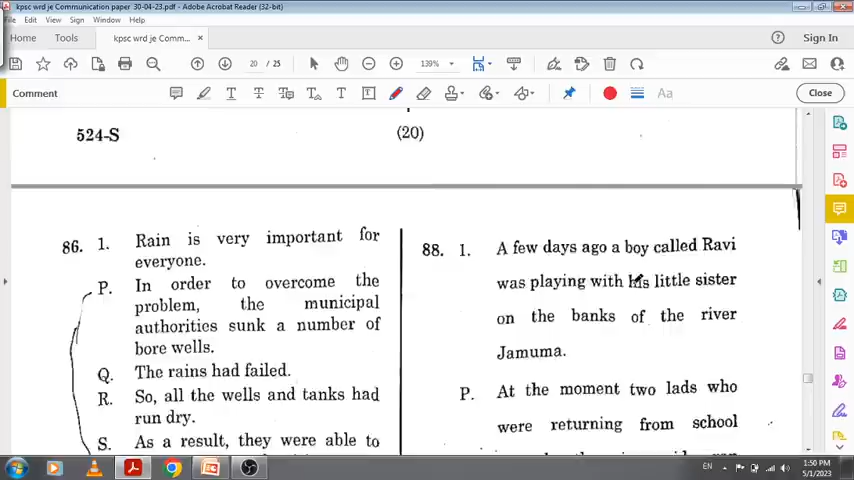 kpsc wrd je Communication paper 30-04-23.pdf - Adobe Acrobat Reader (32-bit)
File Edit View Sign Window Help
Home Tools kpsc wrd je Comm... × Sign In
20 / 25 139%
Comment Aa Close
524-S (20)
86. 1. Rain is very important for
everyone.
P. In order to overcome the
problem, the municipal
authorities sunk a number of
bore wells.
Q. The rains had failed.
R. So, all the wells and tanks had
run dry.
S. As a result, they were able to
88. 1. A few days ago a boy called Ravi
was playing with his little sister
on the banks of the river
Jamuma.
P. At the moment two lads who
were returning from school
EN 1:50 PM
5/1/2023